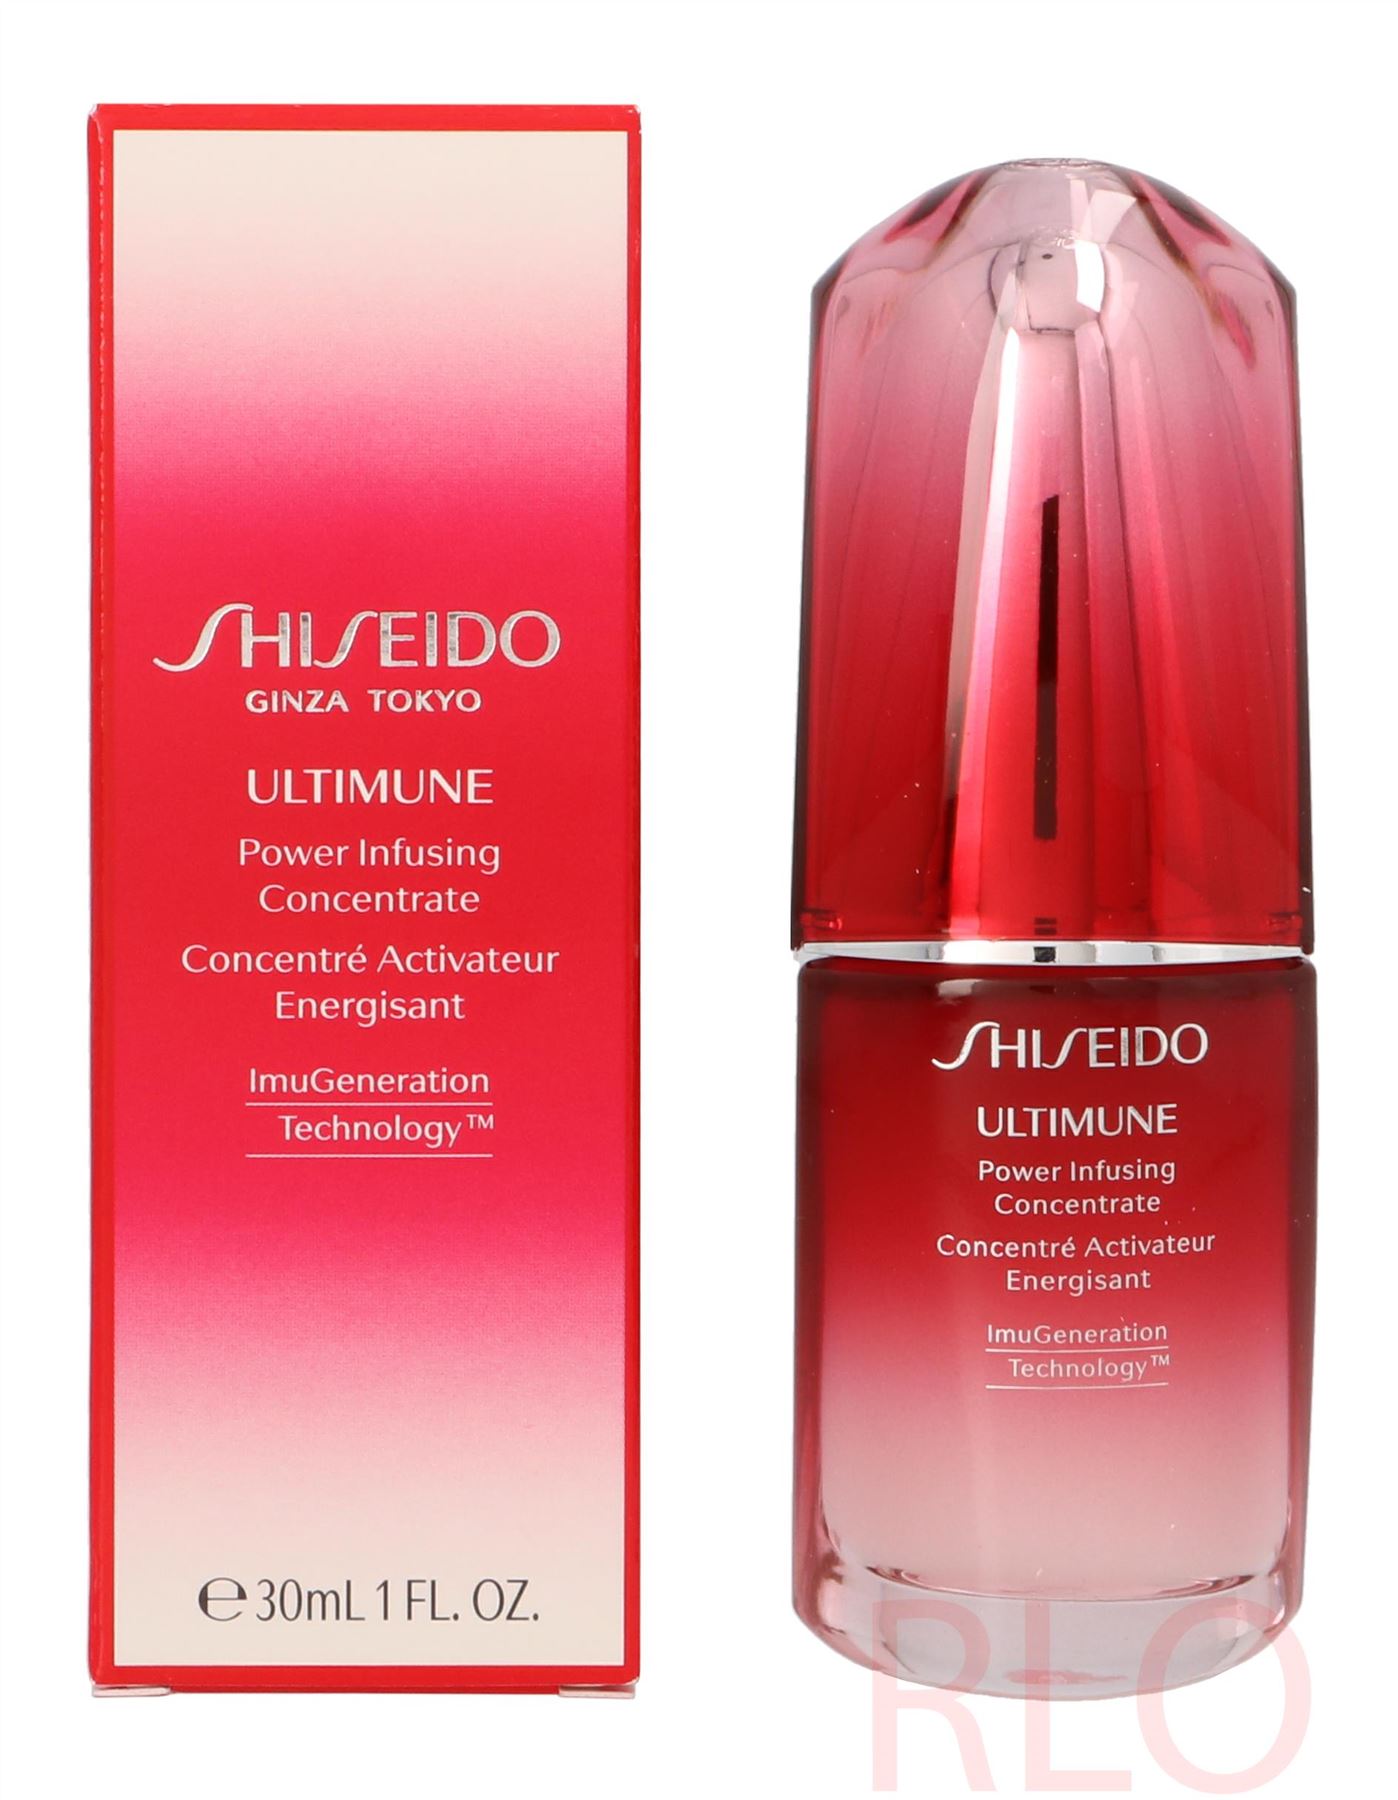 SHISEIDO
GINZA TOKYO
ULTIMUNE
Power Infusing
Concentrate
Concentré Activateur
Energisant
ImuGeneration
Technology™
℮30mL 1 FL. OZ.
SHISEIDO
ULTIMUNE
Power Infusing
Concentrate
Concentré Activateur
Energisant
ImuGeneration
Technology™
RLO